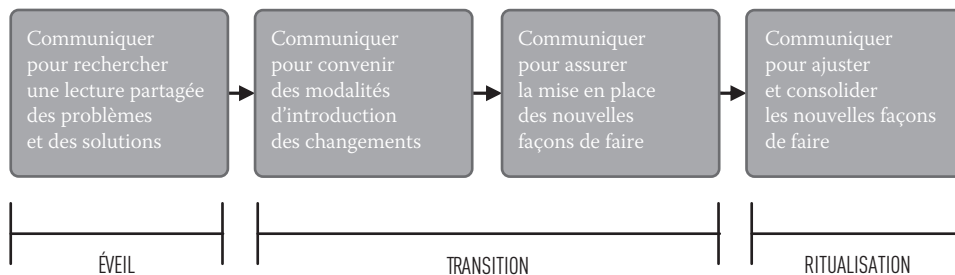 Communiquer
pour rechercher
une lecture partagée
des problèmes
et des solutions
Communiquer
pour convenir
des modalités
d'introduction
des changements
Communiquer
pour assurer
la mise en place
des nouvelles
façons de faire
Communiquer
pour ajuster
et consolider
les nouvelles façons
de faire
ÉVEIL
TRANSITION
RITUALISATION